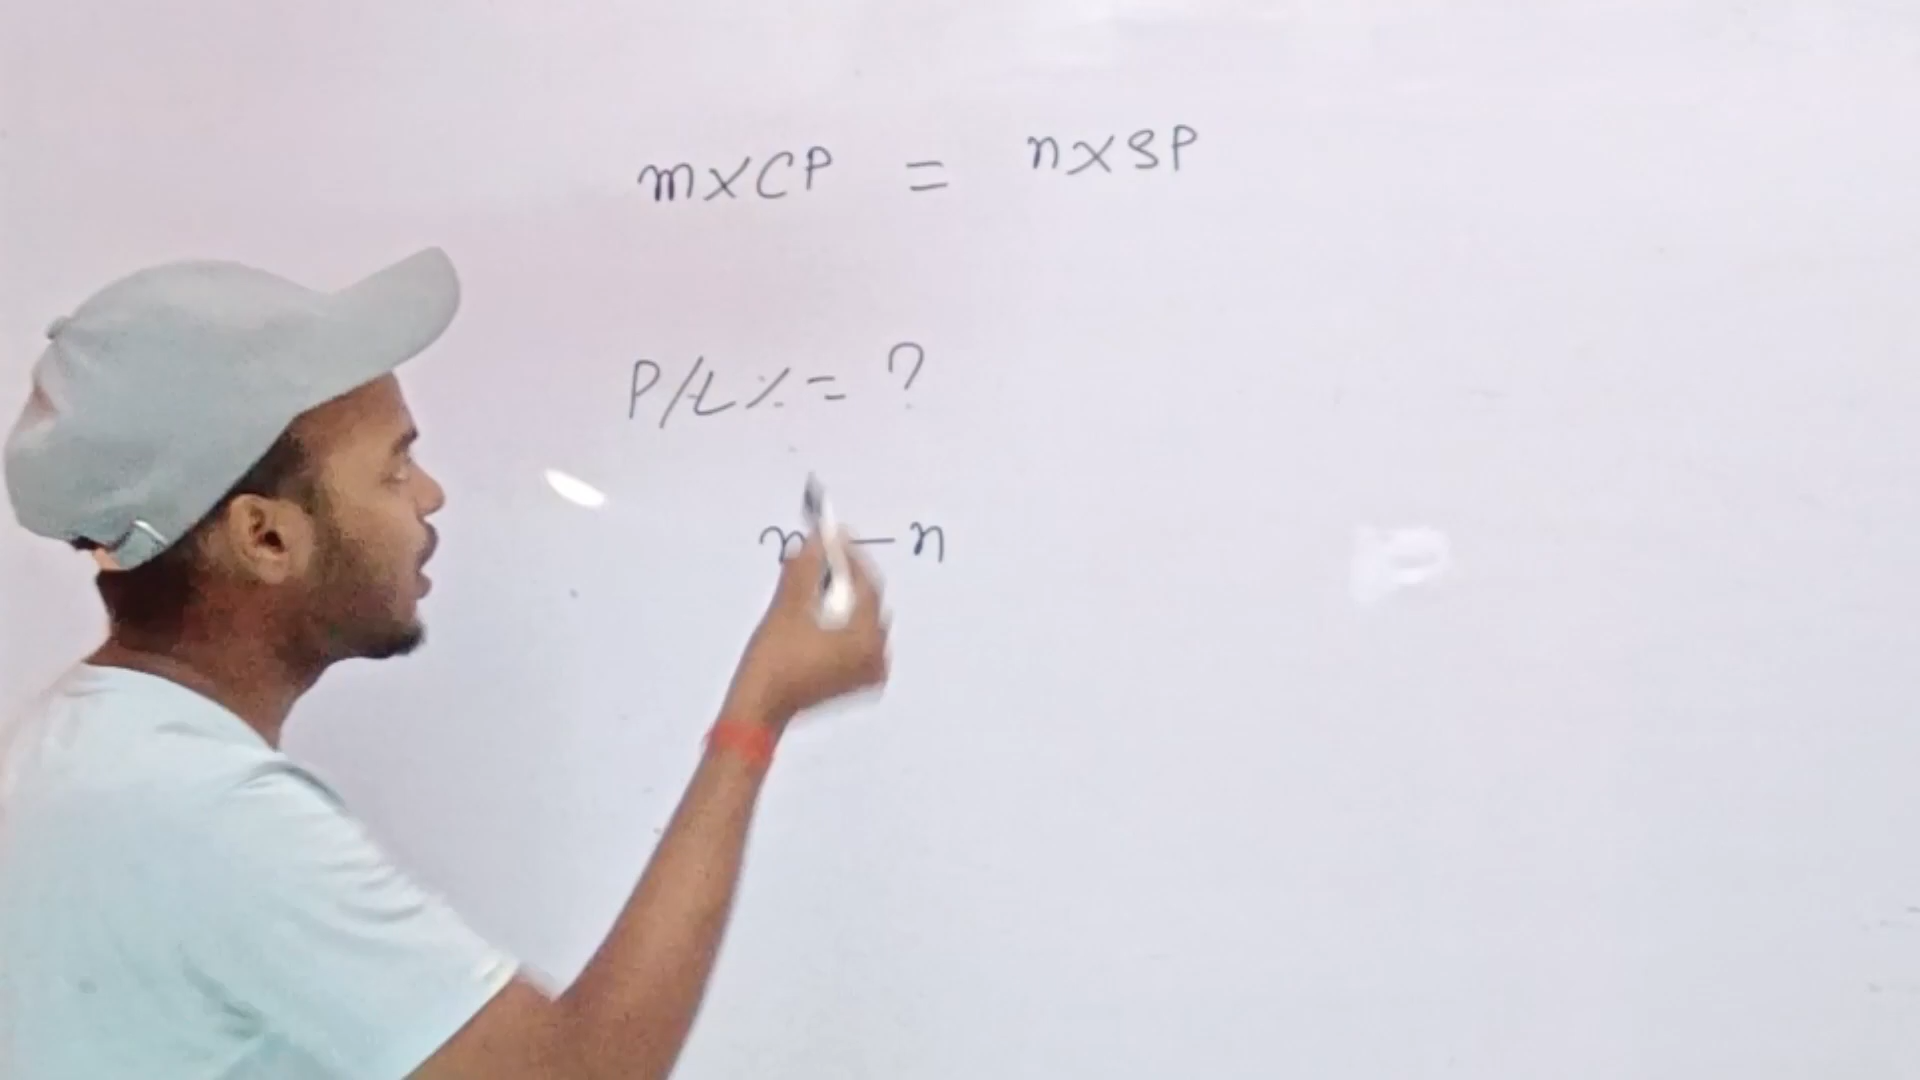 m×CP = n×SP
P/L % = ?
m-n